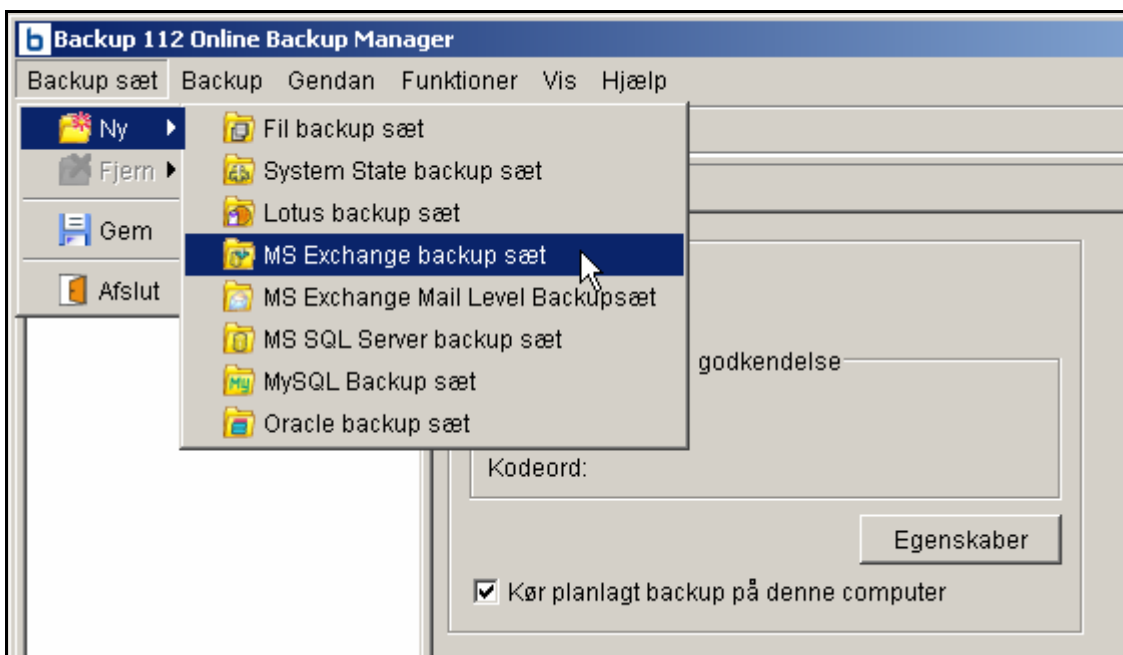 Backup 112 Online Backup Manager
Backup sæt Backup Gendan Funktioner Vis Hjælp
Ny
Fjern
Gem
Afslut
Fil backup sæt
System State backup sæt
Lotus backup sæt
MS Exchange backup sæt
MS Exchange Mail Level Backupsæt
MS SQL Server backup sæt
MySQL Backup sæt
Oracle backup sæt
godkendelse
Kodeord:
Egenskaber
Kør planlagt backup på denne computer